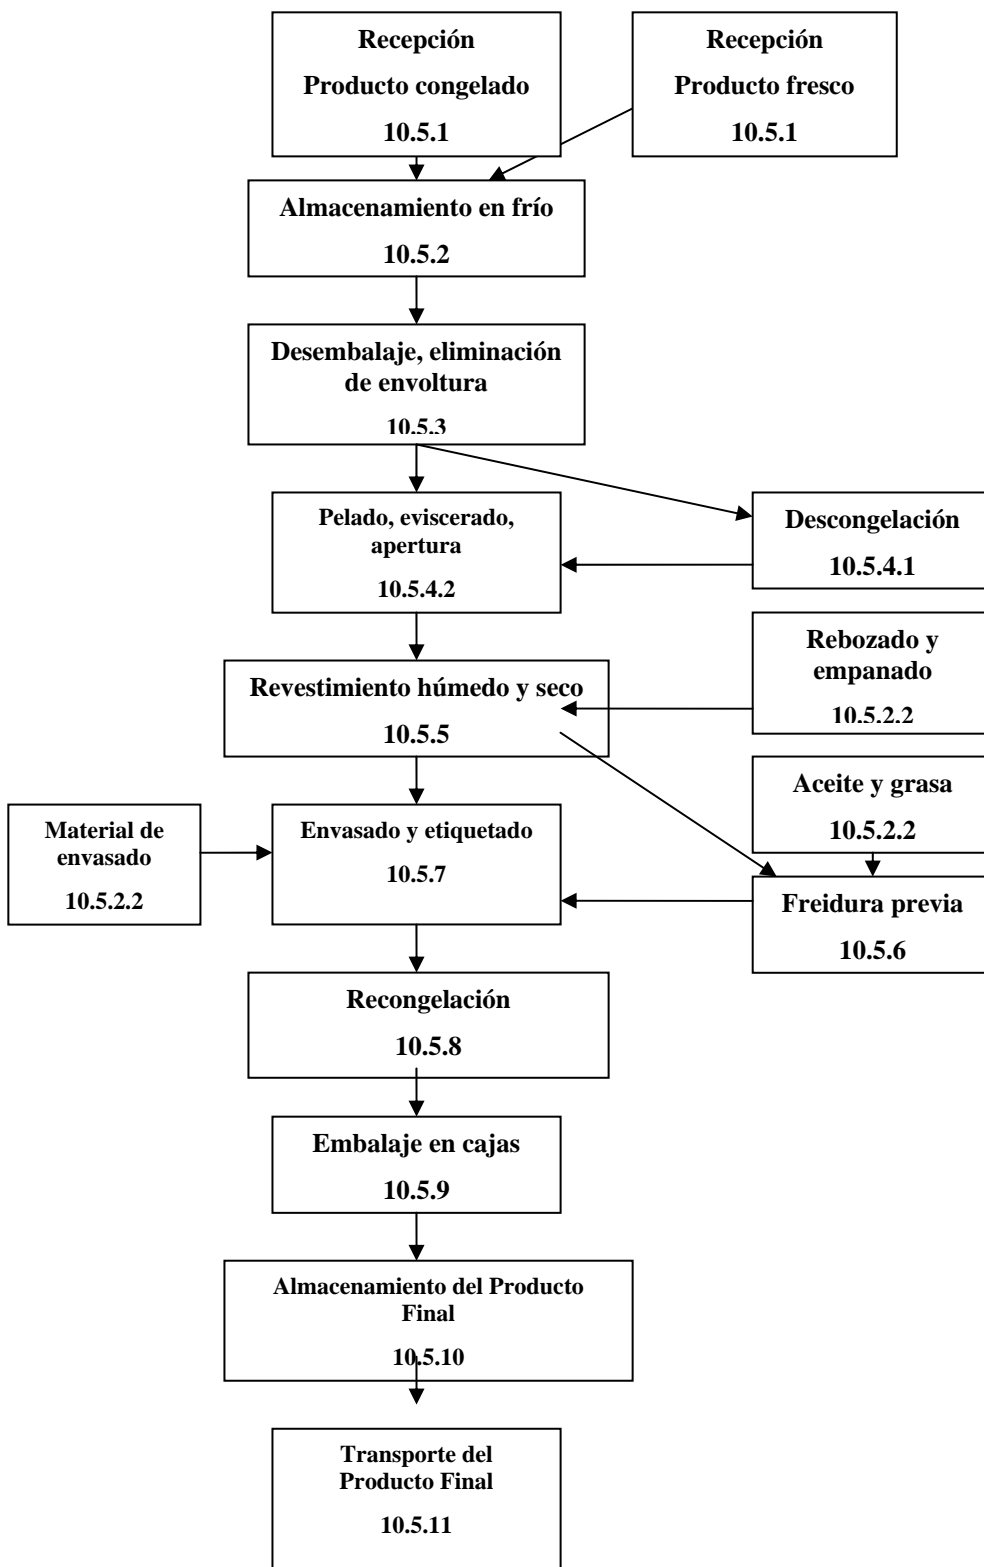 Recepción
Producto congelado
10.5.1
Recepción
Producto fresco
10.5.1
Almacenamiento en frío
10.5.2
Desembalaje, eliminación
de envoltura
10.5.3
Pelado, eviscerado,
apertura
10.5.4.2
Descongelación
10.5.4.1
Revestimiento húmedo y seco
10.5.5
Rebozado y
empanado
10.5.2.2
Aceite y grasa
10.5.2.2
Material de
envasado
10.5.2.2
Envasado y etiquetado
10.5.7
Freidura previa
10.5.6
Recongelación
10.5.8
Embalaje en cajas
10.5.9
Almacenamiento del Producto
Final
10.5.10
Transporte del
Producto Final
10.5.11